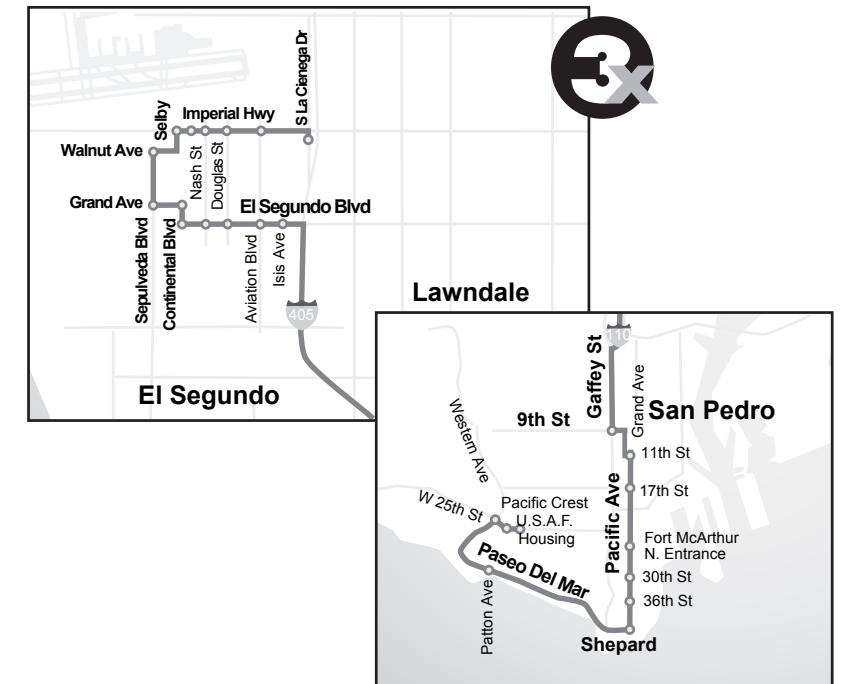 3x
S La Cienega Dr
Selby
Imperial Hwy
Walnut Ave
Nash St
Douglas St
Grand Ave
El Segundo Blvd
Sepulveda Blvd
Continental Blvd
Aviation Blvd
Isis Ave
405
Lawndale
El Segundo
110
Gaffey St
Grand Ave
San Pedro
9th St
Western Ave
11th St
17th St
W 25th St
Pacific Crest
U.S.A.F.
Housing
Pacific Ave
Fort McArthur
N. Entrance
Paseo Del Mar
30th St
36th St
Patton Ave
Shepard